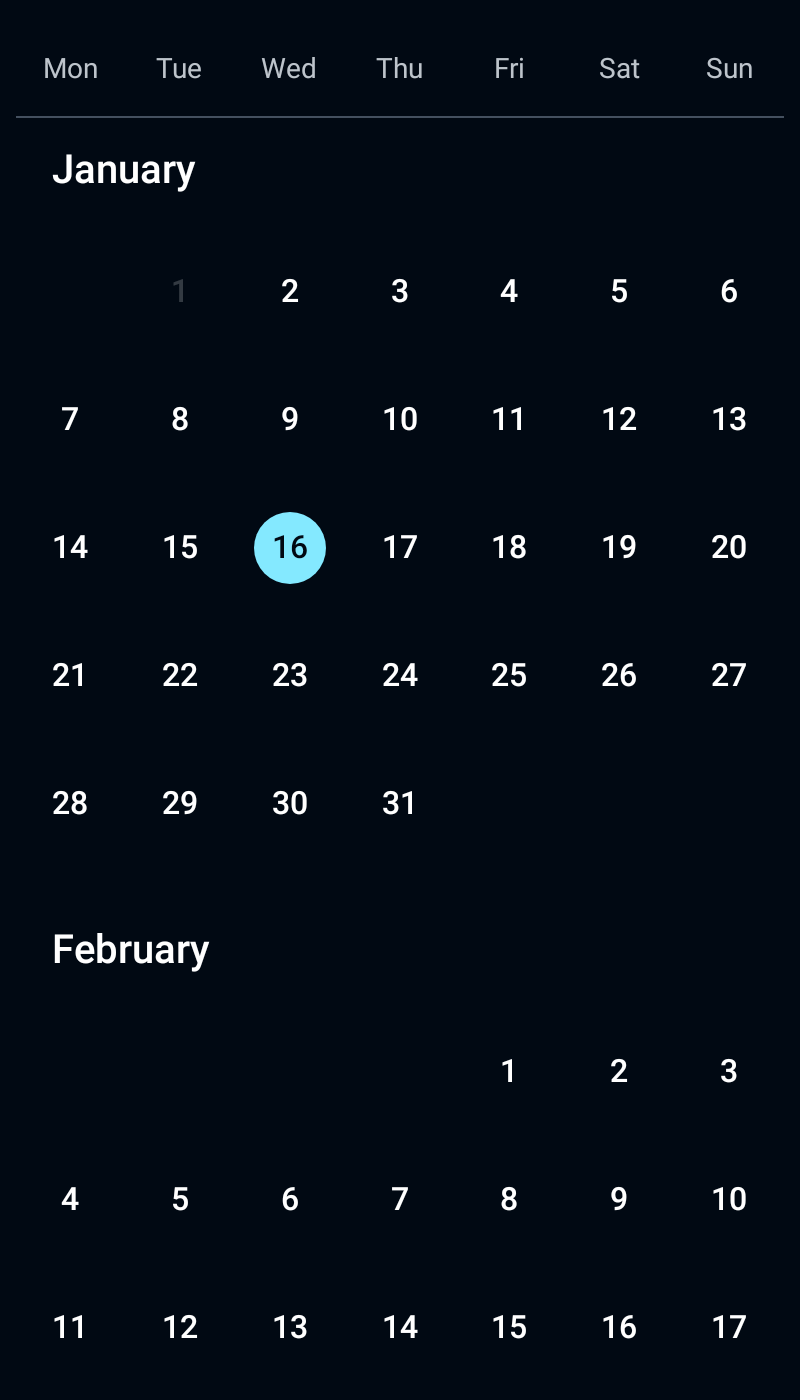 Mon Tue Wed Thu Fri Sat Sun
January
1 2 3 4 5 6
7 8 9 10 11 12 13
14 15 16 17 18 19 20
21 22 23 24 25 26 27
28 29 30 31
February
1 2 3
4 5 6 7 8 9 10
11 12 13 14 15 16 17